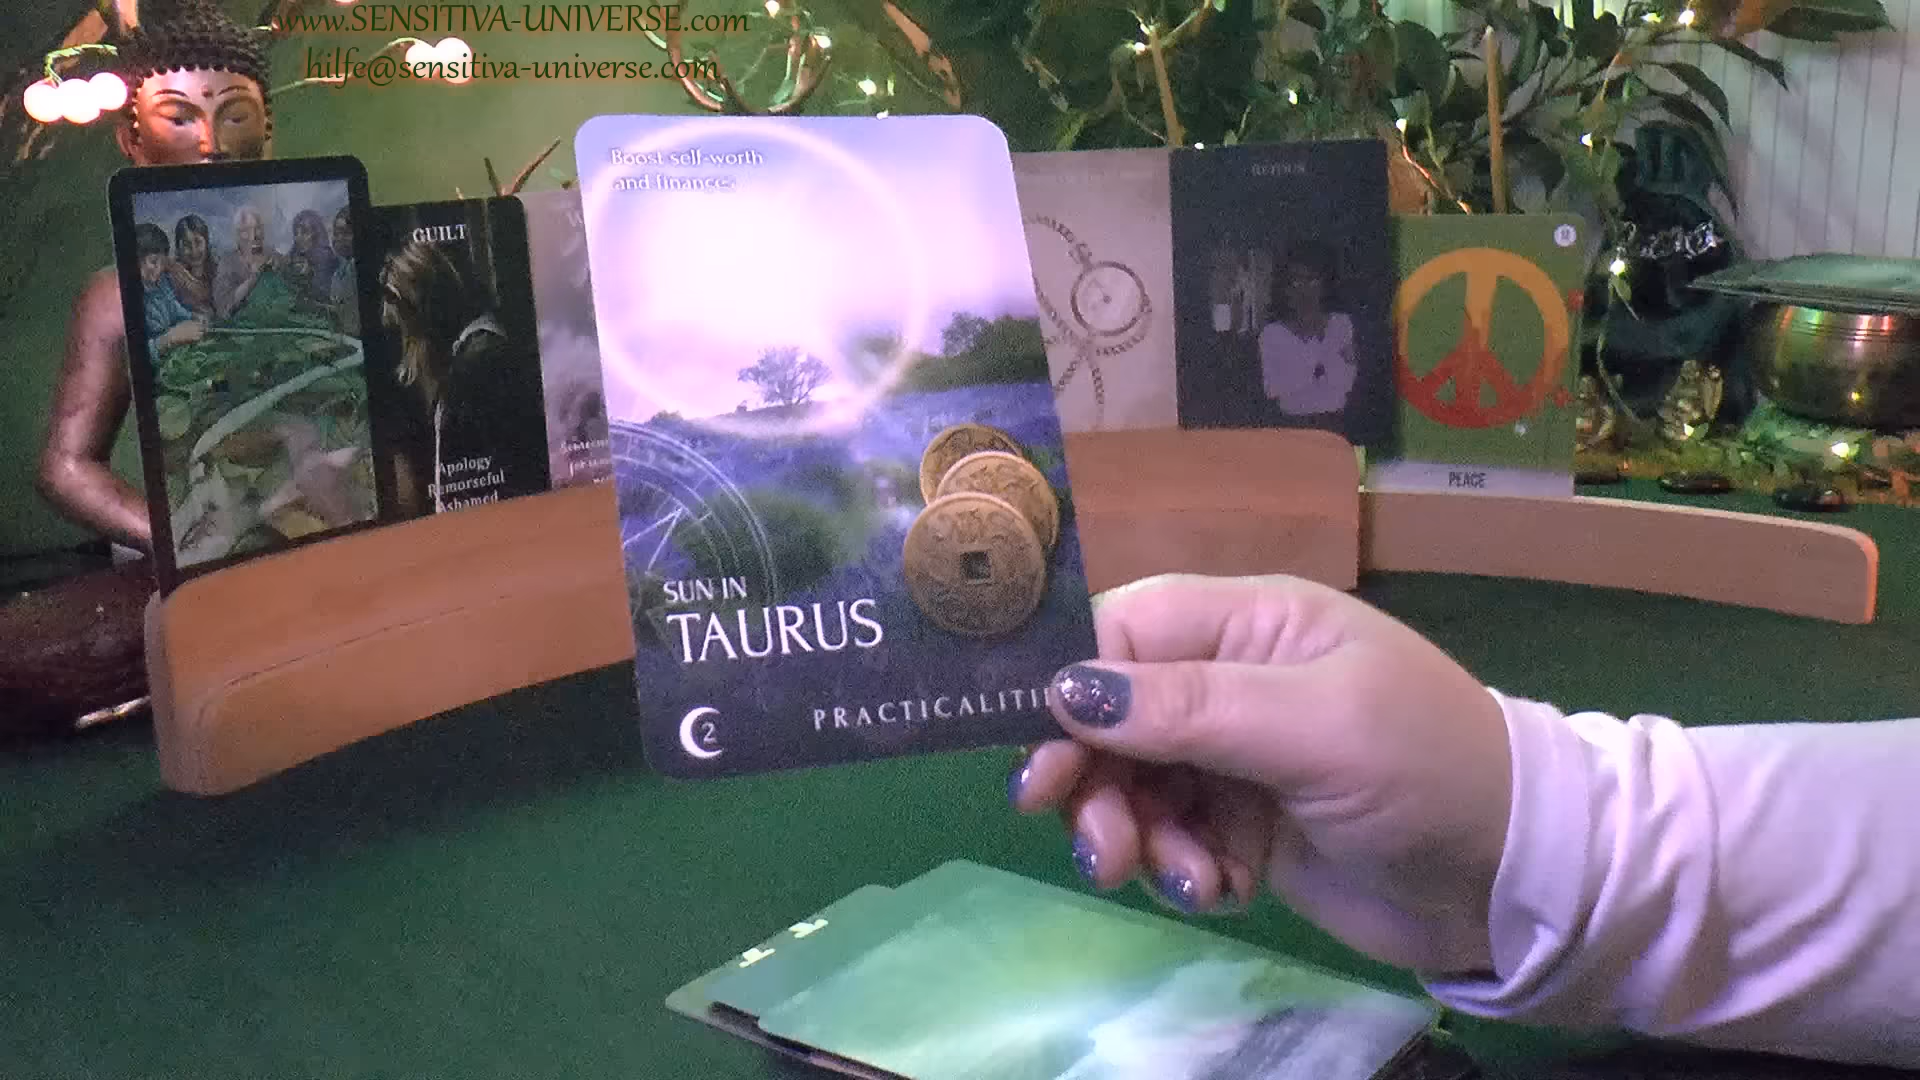 www.SENSITIVA-UNIVERSE.com
hilfe@sensitiva-universe.com
Boost self-worth
and finances
GUILT
Apology
Remorseful
Ashamed
SUN IN
TAURUS
2
PRACTICALITI
PEACE